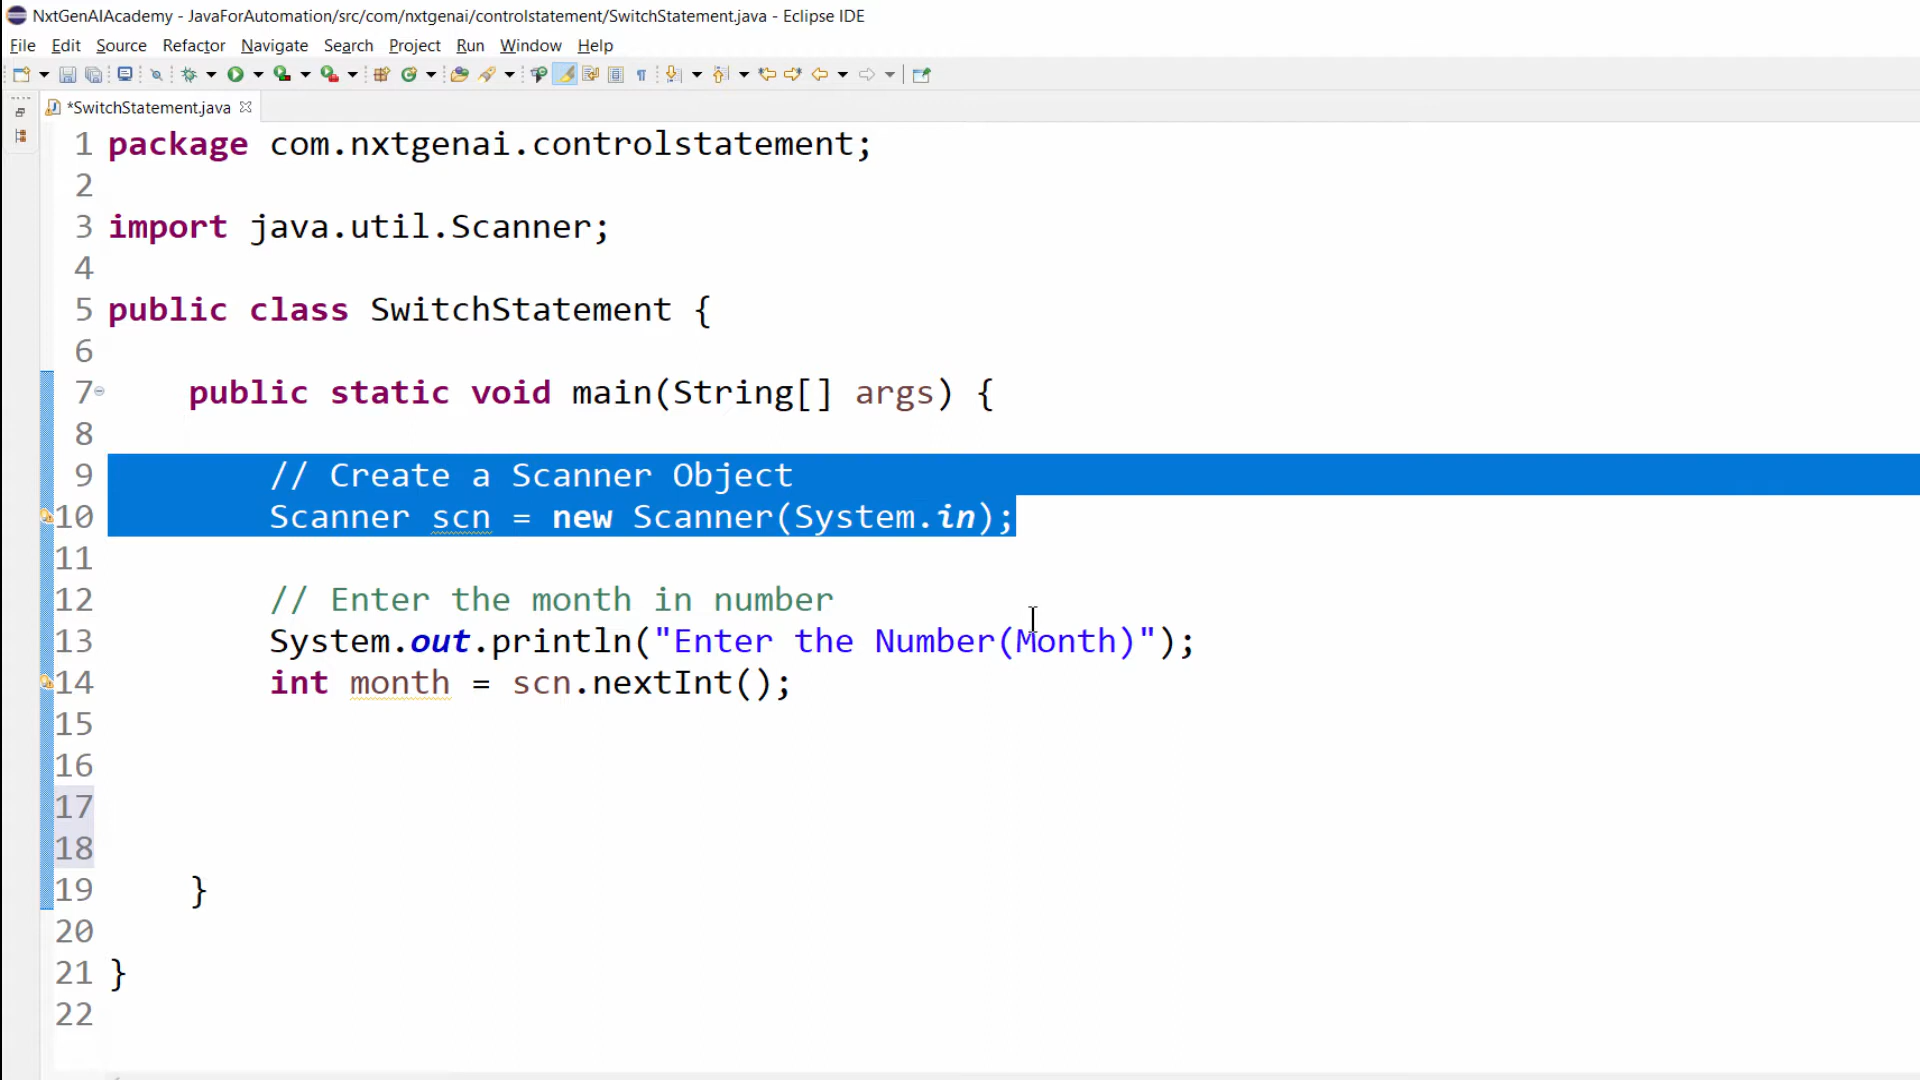 NxtGenAIAcademy - JavaForAutomation/src/com/nxtgenai/controlstatement/SwitchStatement.java - Eclipse IDE
File Edit Source Refactor Navigate Search Project Run Window Help
*SwitchStatement.java
1 package com.nxtgenai.controlstatement;
2
3 import java.util.Scanner;
4
5 public class SwitchStatement {
6
7 public static void main(String[] args) {
8
9 // Create a Scanner Object
10 Scanner scn = new Scanner(System.in);
11
12 // Enter the month in number
13 System.out.println("Enter the Number(Month)");
14 int month = scn.nextInt();
15
16
17
18
19 }
20
21 }
22